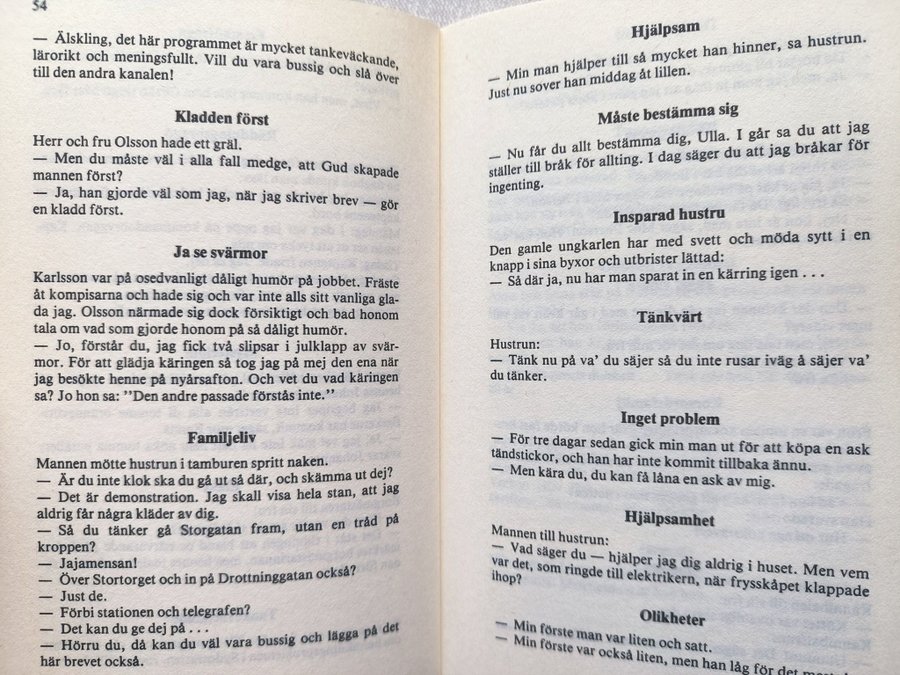 54
— Älskling, det här programmet är mycket tankeväckande,
lärorikt och meningsfullt. Vill du vara bussig och slå över
till den andra kanalen!
Kladden först
Herr och fru Olsson hade ett gräl.
— Men du måste väl i alla fall medge, att Gud skapade
mannen först?
— Ja, han gjorde väl som jag, när jag skriver brev — gör
en kladd först.
Ja se svärmor
Karlsson var på osedvanligt dåligt humör på jobbet. Fräste
åt kompisarna och hade sig och var inte alls sitt vanliga gla-
da jag. Olsson närmade sig dock försiktigt och bad honom
tala om vad som gjorde honom på så dåligt humör.
— Jo, förstår du, jag fick två slipsar i julklapp av svär-
mor. För att glädja käringen så tog jag på mej den ena när
jag besökte henne på nyårsafton. Och vet du vad käringen
sa? Jo hon sa: ”Den andre passade förstås inte.”
Familjeliv
Mannen mötte hustrun i tamburen spritt naken.
— Är du inte klok ska du gå ut så där, och skämma ut dej?
— Det är demonstration. Jag skall visa hela stan, att jag
aldrig får några kläder av dig.
— Så du tänker gå Storgatan fram, utan en tråd på
kroppen?
— Jajamensan!
— Över Stortorget och in på Drottninggatan också?
— Just de.
— Förbi stationen och telegrafen?
— Det kan du ge dej på . . .
— Hörru du, då kan du väl vara bussig och lägga på det
här brevet också.
Hjälpsam
— Min man hjälper till så mycket han hinner, sa hustrun.
Just nu sover han middag åt lillen.
Måste bestämma sig
— Nu får du allt bestämma dig, Ulla. I går sa du att jag
ställer till bråk för allting. I dag säger du att jag bråkar för
ingenting.
Insparad hustru
Den gamle ungkarlen har med svett och möda sytt i en
knapp i sina byxor och utbrister lättad:
— Så där ja, nu har man sparat in en kärring igen . . .
Tänkvärt
Hustrun:
— Tänk nu på va' du säjer så du inte rusar iväg å säjer va'
du tänker.
Inget problem
— För tre dagar sedan gick min man ut för att köpa en ask
tändstickor, och han har inte kommit tillbaka ännu.
— Men kära du, du kan få låna en ask av mig.
Hjälpsamhet
Mannen till hustrun:
— Vad säger du — hjälper jag dig aldrig i huset. Men vem
var det, som ringde till elektrikern, när frysskåpet klappade
ihop?
Olikheter
— Min förste man var liten och satt.
— Min förste var också liten, men han låg för det